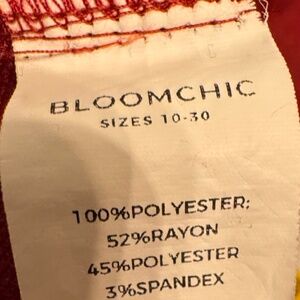 BLOOMCHIC
SIZES 10-30
100%POLYESTER;
52%RAYON
45%POLYESTER
3%SPANDEX